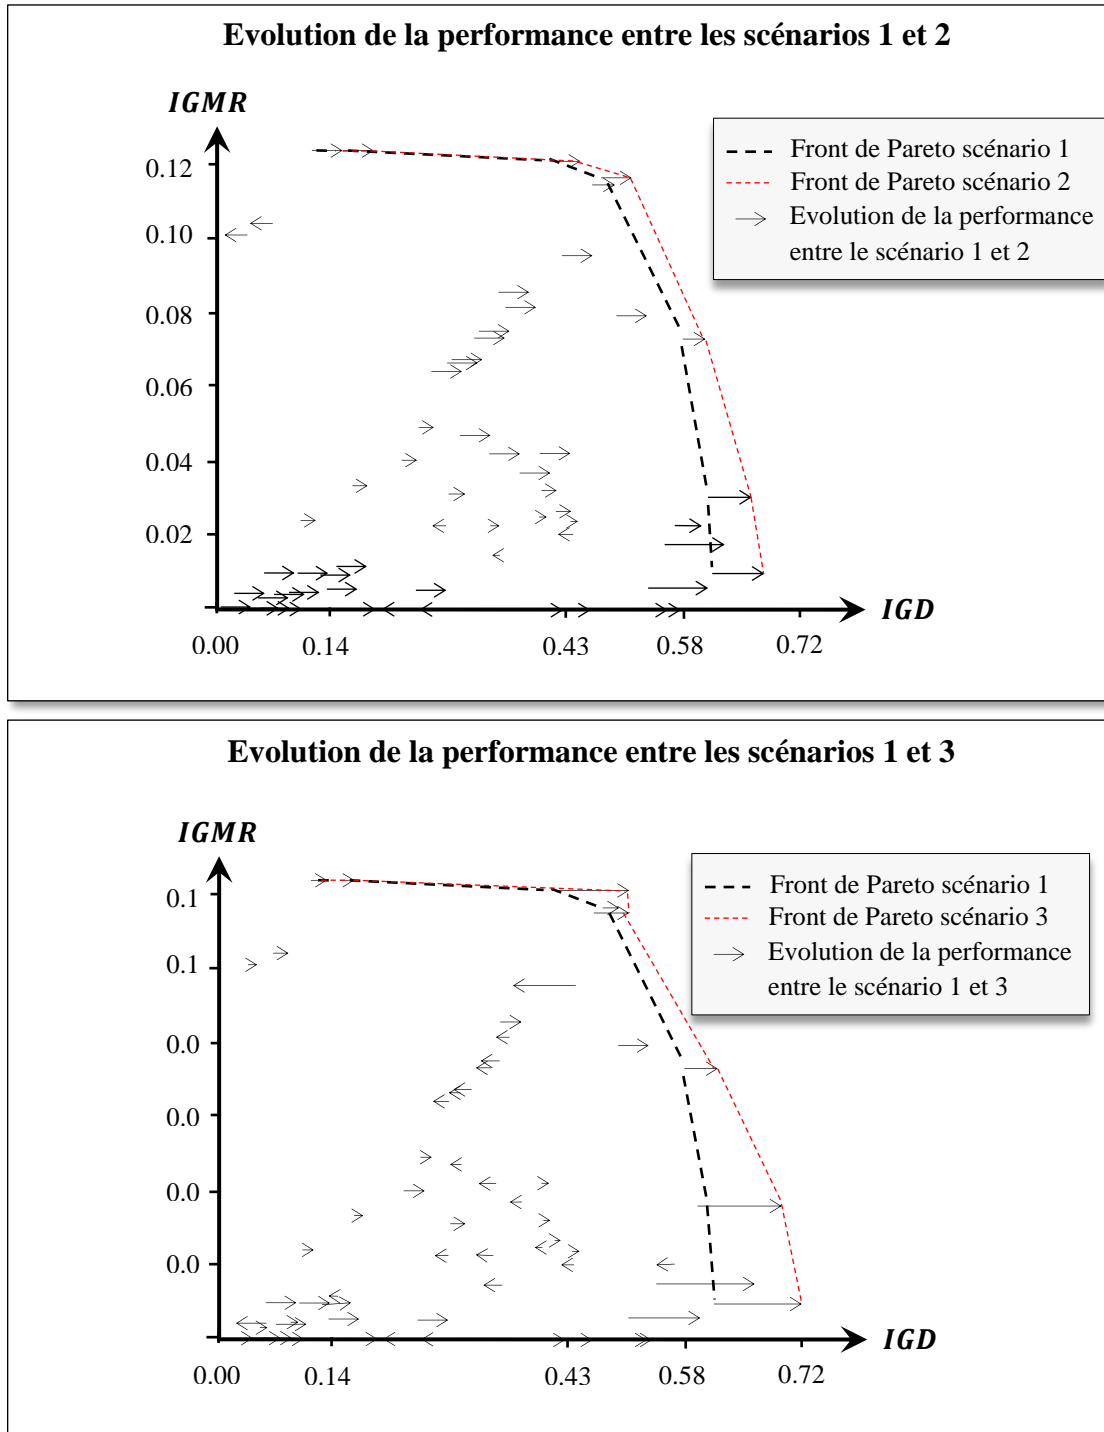 Evolution de la performance entre les scénarios 1 et 2
IGMR
Front de Pareto scénario 1
Front de Pareto scénario 2
Evolution de la performance
entre le scénario 1 et 2
0.12
0.10
0.08
0.06
0.04
0.02
IGD
0.00
0.14
0.43
0.58
0.72
Evolution de la performance entre les scénarios 1 et 3
IGMR
Front de Pareto scénario 1
Front de Pareto scénario 3
Evolution de la performance
entre le scénario 1 et 3
0.1
0.1
0.0
0.0
0.0
0.0
IGD
0.00
0.14
0.43
0.58
0.72